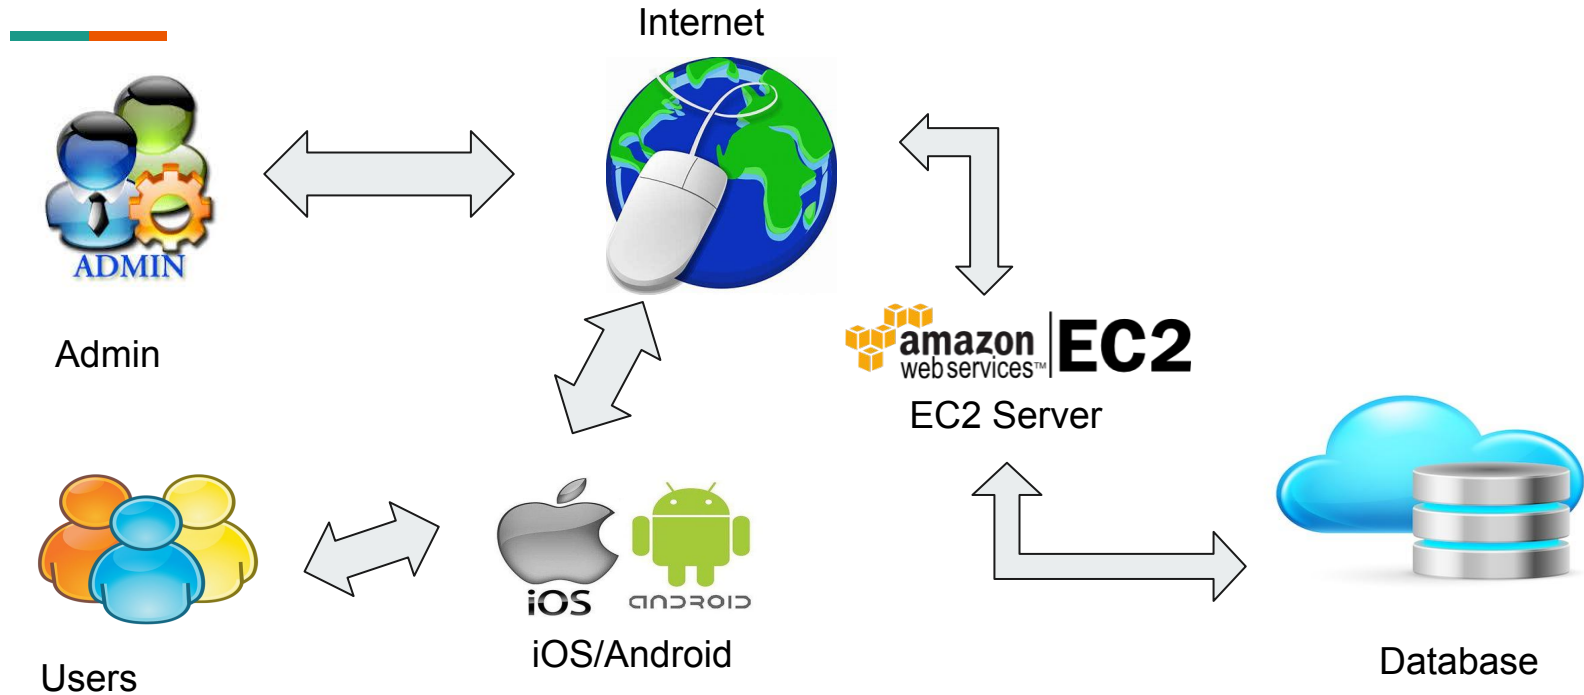 Internet
ADMIN
Admin
amazon
web services™
EC2
EC2 Server
iOS
ANDROID
iOS/Android
Users
Database